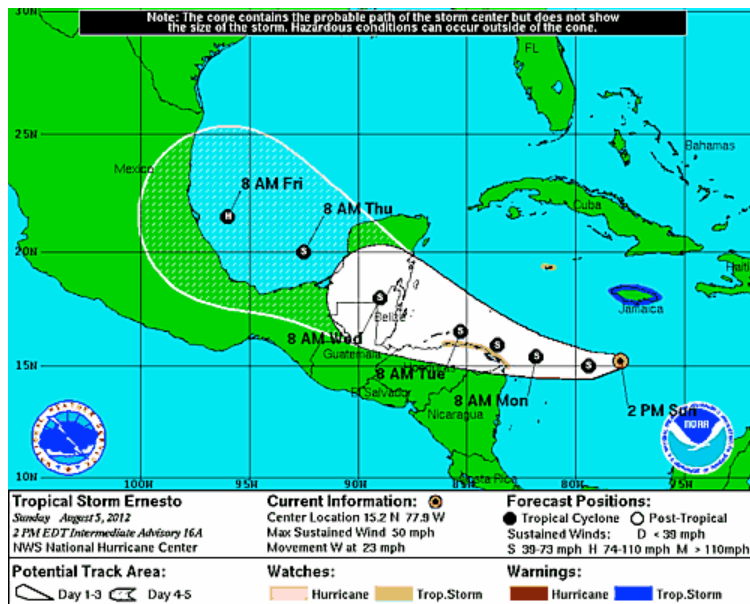 Note: The cone contains the probable path of the storm center but does not show
the size of the storm. Hazardous conditions can occur outside of the cone.
30N
FL
25N
Mexico
Bahamas
8 AM Fri
8 AM Thu
Cuba
20N
Haiti
Jamaica
Belize
8 AM Wed
Guatemala
15N
8 AM Tue
El Salvador
8 AM Mon
2 PM Sun
Nicaragua
NOAA
Costa Rica
10N
100W
95W
90W
85W
80W
75W
Tropical Storm Ernesto
Sunday August 5, 2012
2 PM EDT Intermediate Advisory 16A
NWS National Hurricane Center
Current Information:
Center Location 15.2 N 77.9 W
Max Sustained Wind 50 mph
Movement W at 23 mph
Forecast Positions:
Tropical Cyclone Post-Tropical
Sustained Winds: D < 39 mph
S 39-73 mph H 74-110 mph M > 110mph
Potential Track Area:
Day 1-3 Day 4-5
Watches:
Hurricane Trop.Storm
Warnings:
Hurricane Trop.Storm
H
S
S
S
S
S
S